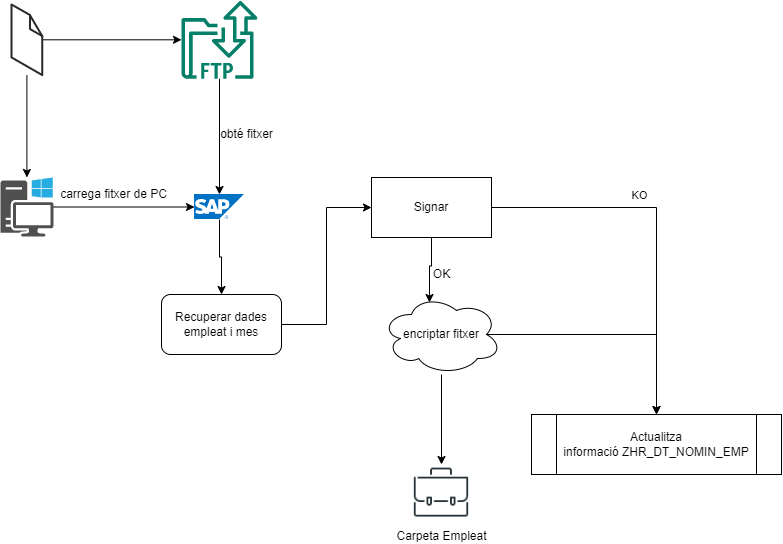 FTP
obté fitxer
carrega fitxer de PC
SAP
®
Signar
KO
OK
Recuperar dades
empleat i mes
encriptar fitxer
Actualitza
informació ZHR_DT_NOMIN_EMP
Carpeta Empleat